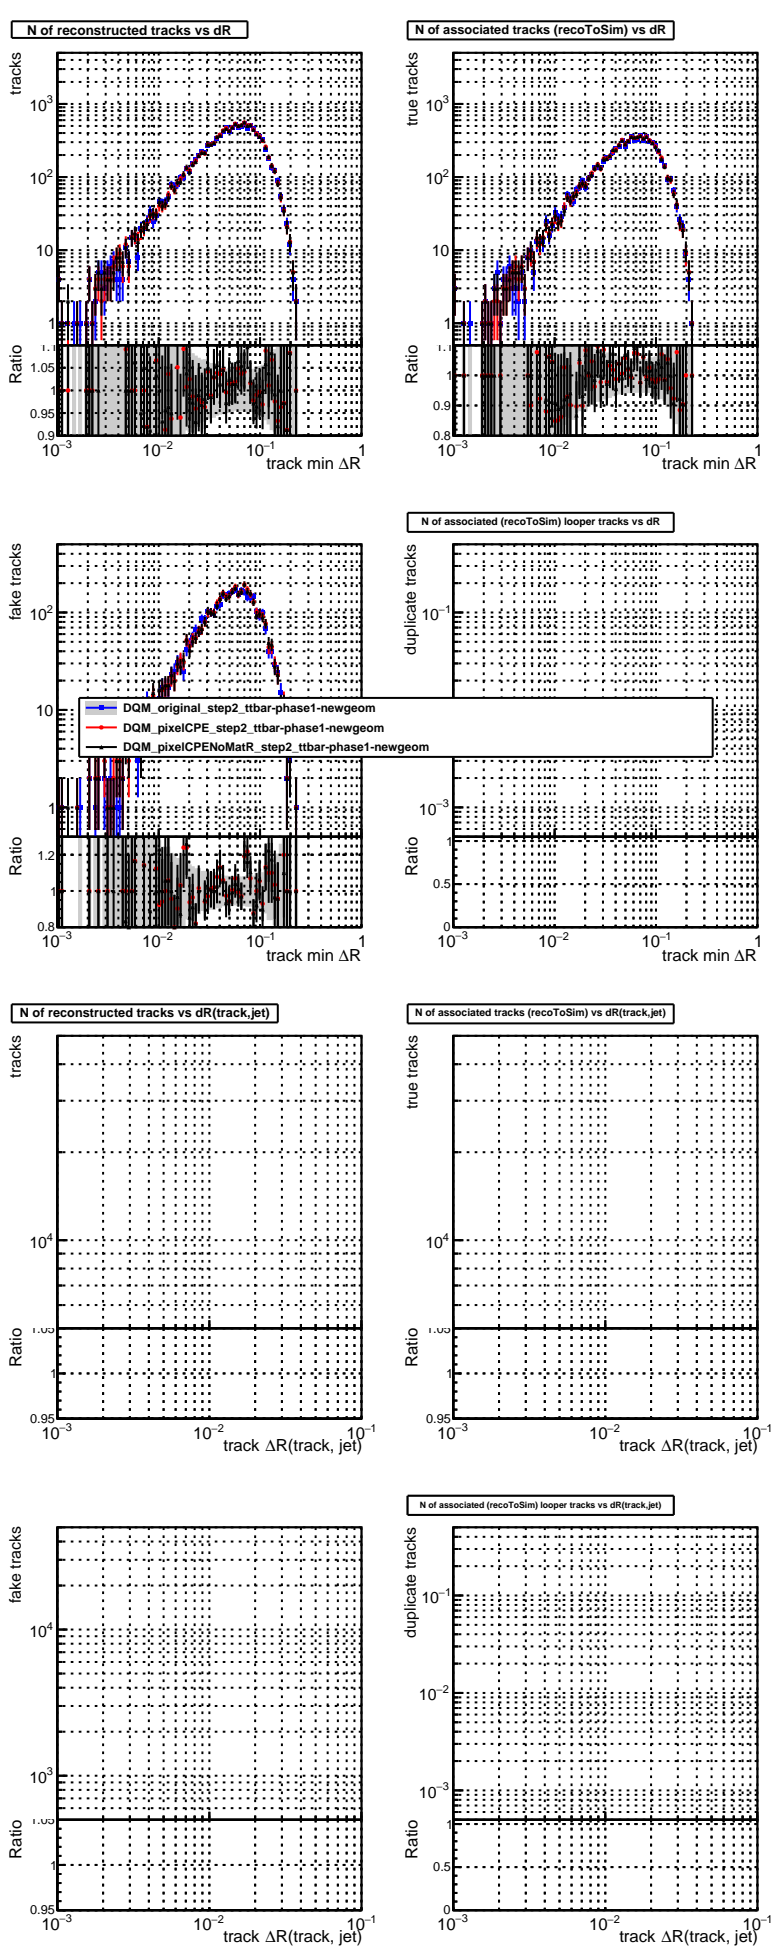 N of reconstructed tracks vs dR
tracks
10³
10²
10
1
Ratio
1.1
1.05
1
0.95
0.9
10⁻³
10⁻²
10⁻¹
1
track min ΔR
N of associated tracks (recoToSim) vs dR
true tracks
10³
10²
10
1
Ratio
1.1
1
0.9
0.8
10⁻³
10⁻²
10⁻¹
1
track min ΔR
fake tracks
10²
10
1
Ratio
1.2
1
0.8
10⁻³
10⁻²
10⁻¹
1
track min ΔR
N of associated (recoToSim) looper tracks vs dR
duplicate tracks
10⁻¹
10⁻³
Ratio
1
0.5
0
10⁻³
10⁻²
10⁻¹
1
track min ΔR
DQM_original_step2_ttbar-phase1-newgeom
DQM_pixelCPE_step2_ttbar-phase1-newgeom
DQM_pixelCPENoMatR_step2_ttbar-phase1-newgeom
N of reconstructed tracks vs dR(track,jet)
tracks
10⁴
Ratio
1.05
1
0.95
10⁻³
10⁻²
10⁻¹
track ΔR(track, jet)
N of associated tracks (recoToSim) vs dR(track,jet)
true tracks
10⁴
Ratio
1.05
1
0.95
10⁻³
10⁻²
10⁻¹
track ΔR(track, jet)
fake tracks
10⁴
10³
Ratio
1.05
1
0.95
10⁻³
10⁻²
10⁻¹
track ΔR(track, jet)
N of associated (recoToSim) looper tracks vs dR(track,jet)
duplicate tracks
10⁻¹
10⁻²
10⁻³
Ratio
1
0.5
0
10⁻³
10⁻²
10⁻¹
track ΔR(track, jet)